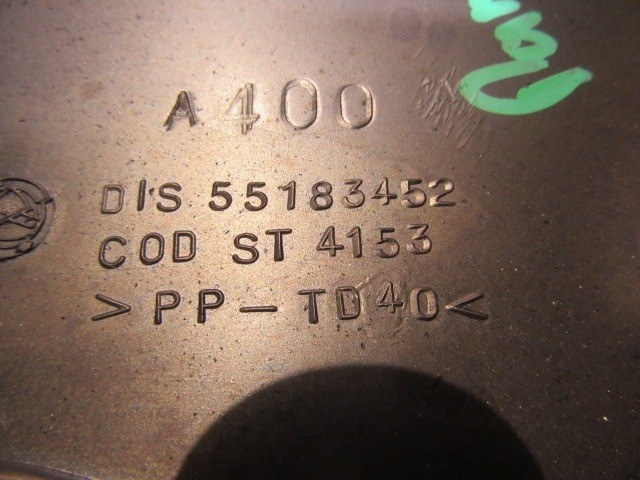 A400
DIS 55183452
COD ST 4153
>PP-TD40<